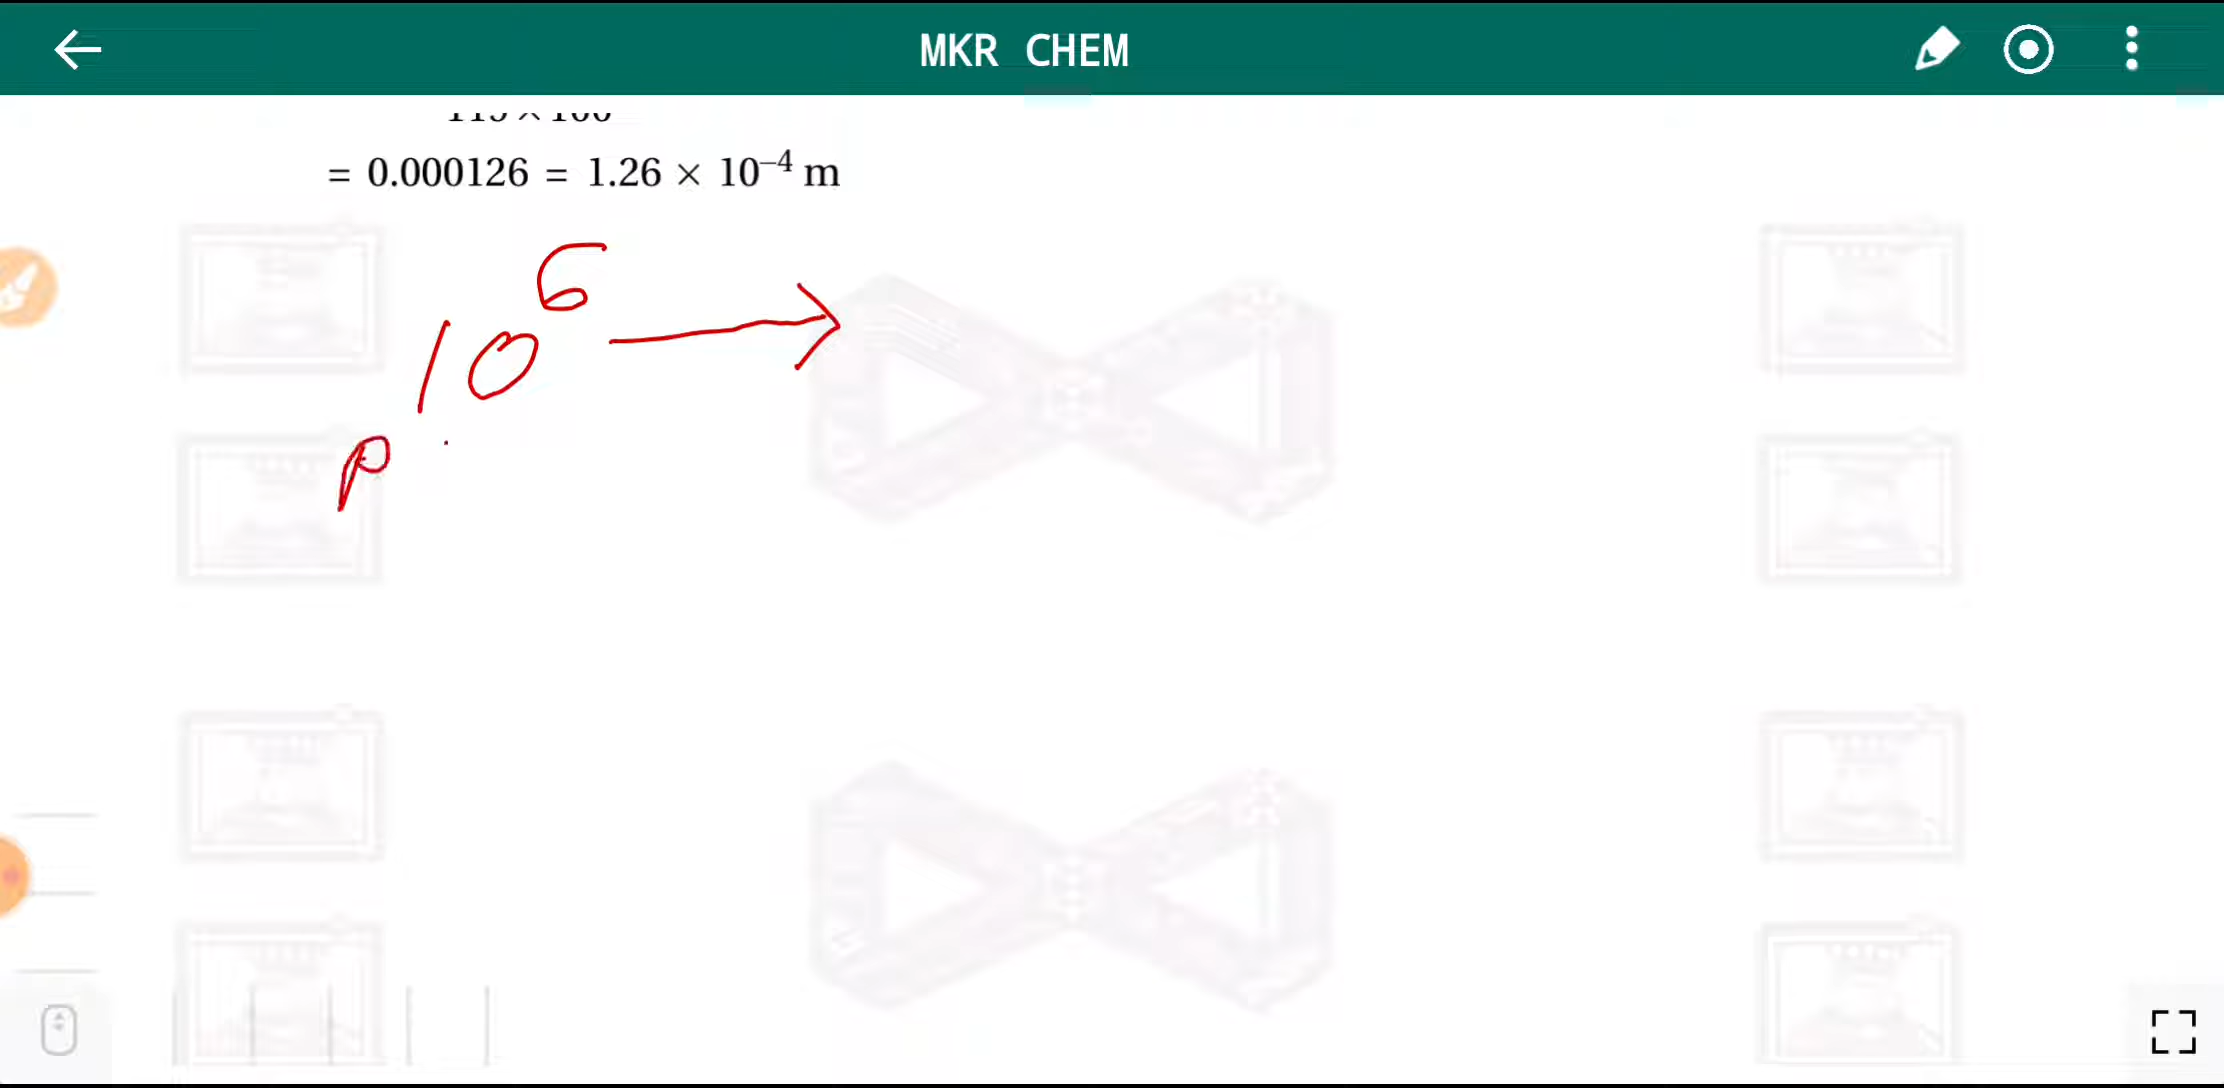 MKR CHEM
= 0.000126 = 1.26 × 10⁻⁴ m
10⁶ →
p